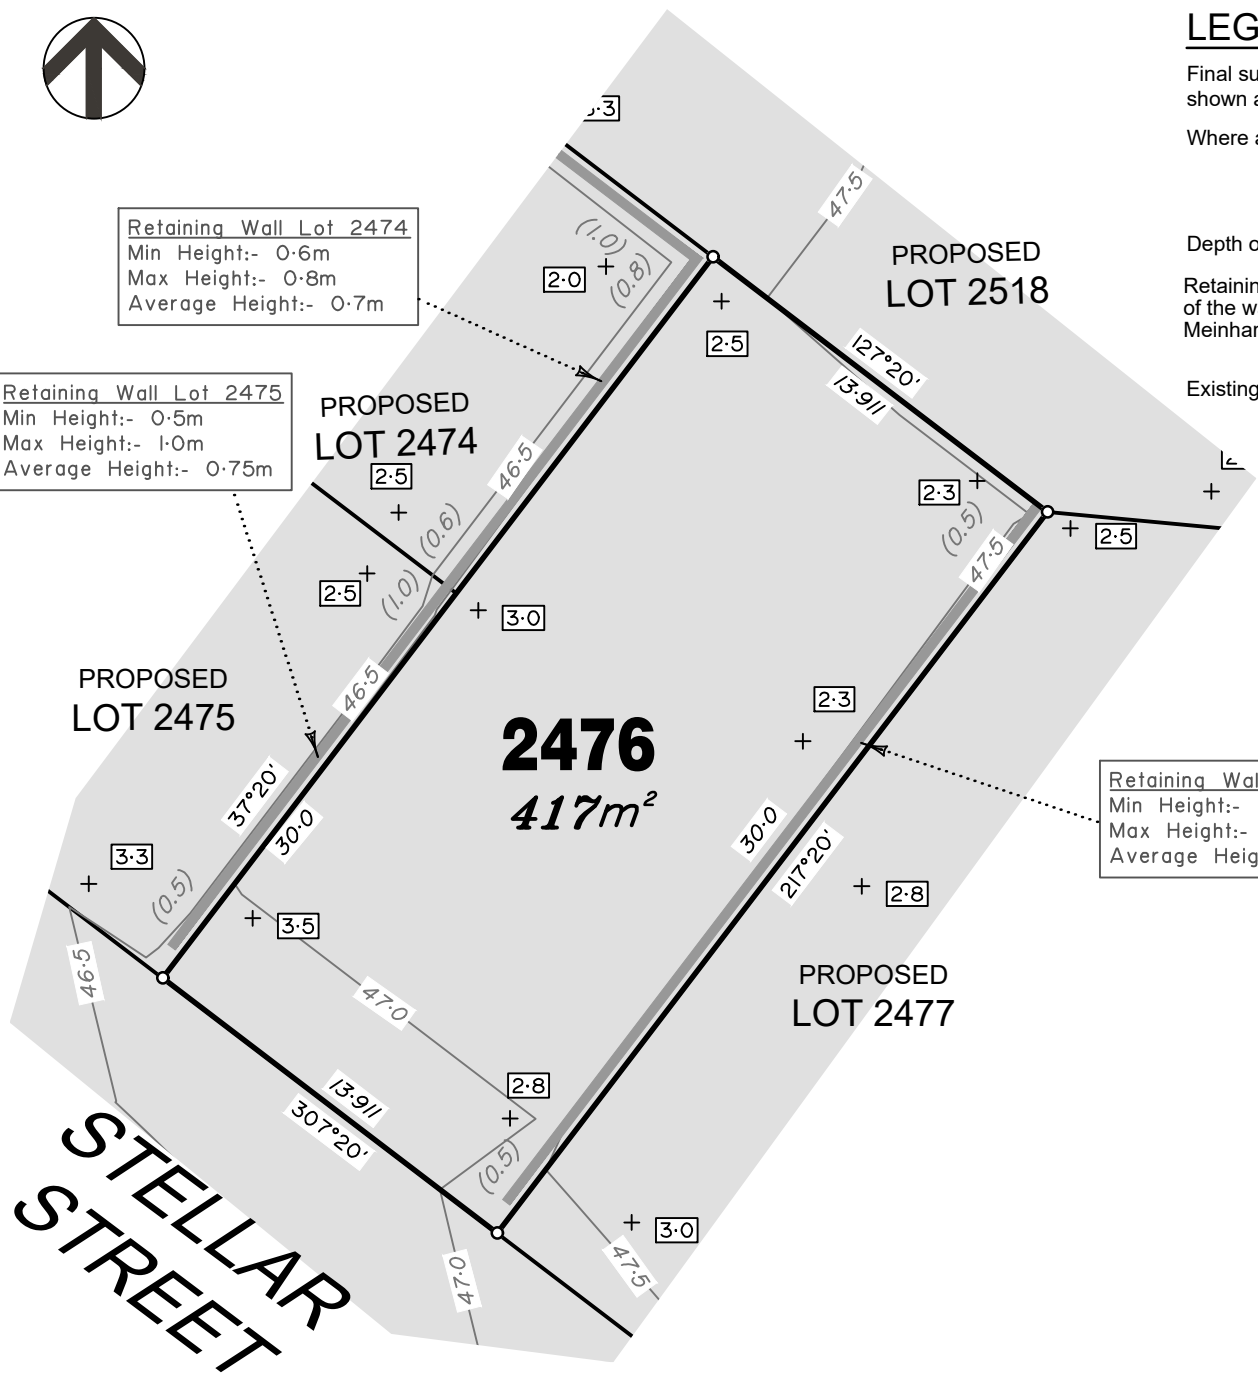 LEG
Final su
shown a
Where a
Depth o
Retainin
of the w
Meinhar
Existing
Retaining Wall Lot 2474
Min Height:- 0·6m
Max Height:- 0·8m
Average Height:- 0·7m
Retaining Wall Lot 2475
Min Height:- 0·5m
Max Height:- 1·0m
Average Height:- 0·75m
47·5
PROPOSED
LOT 2518
(1.0)
2·0
(0.8)
2·5
127°20'
13·911
PROPOSED
LOT 2474
46·5
2·5
(0.6)
2·3
(0.5)
2·5
47·5
2·5
(1.0)
3·0
PROPOSED
LOT 2475
46·5
2·3
2476
417m²
37°20'
30·0
30·0
217°20'
Retaining Wal
Min Height:-
Max Height:-
Average Heig
3·3
(0.5)
3·5
2·8
46·5
47·0
PROPOSED
LOT 2477
2·8
13·911
307°20'
(0.5)
3·0
47·0
47·5
STELLAR
STREET